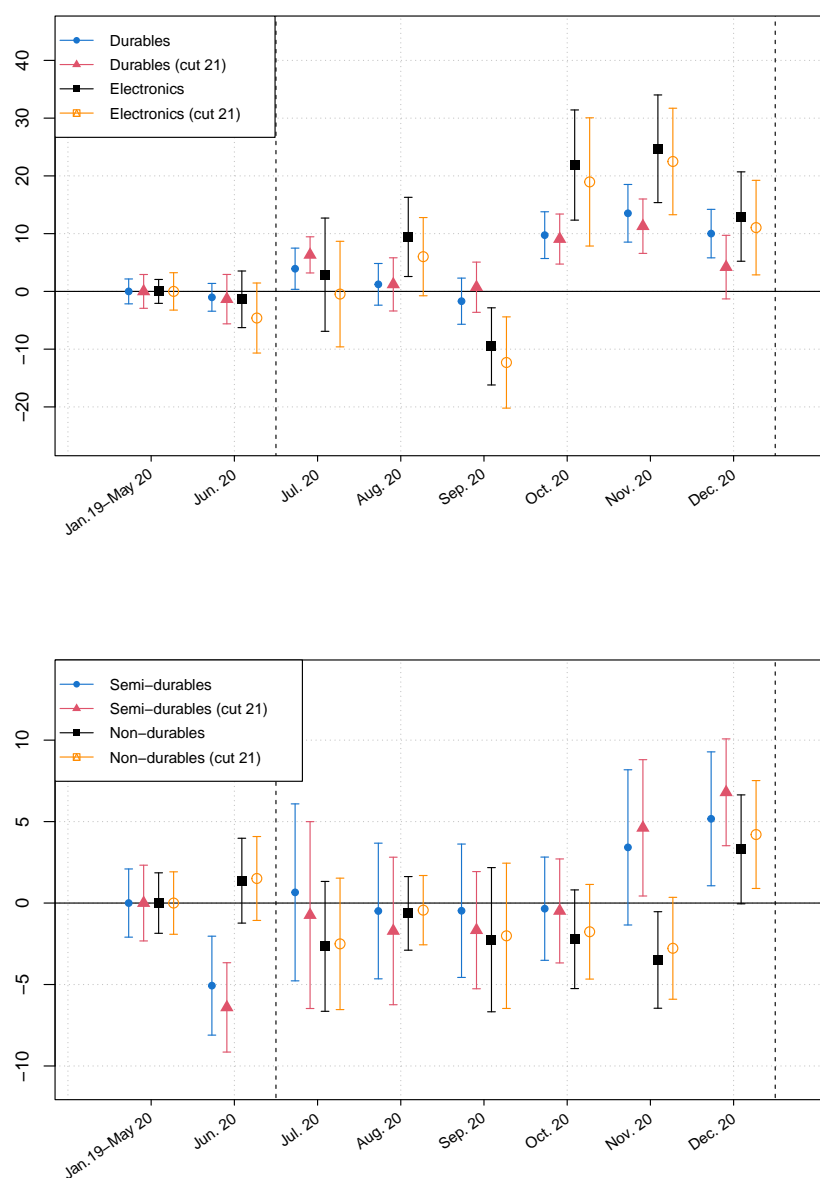 Durables
Durables (cut 21)
Electronics
Electronics (cut 21)
40
30
20
10
0
−10
−20
Jan.19−May 20
Jun. 20
Jul. 20
Aug. 20
Sep. 20
Oct. 20
Nov. 20
Dec. 20
Semi−durables
Semi−durables (cut 21)
Non−durables
Non−durables (cut 21)
10
5
0
−5
−10
Jan.19−May 20
Jun. 20
Jul. 20
Aug. 20
Sep. 20
Oct. 20
Nov. 20
Dec. 20